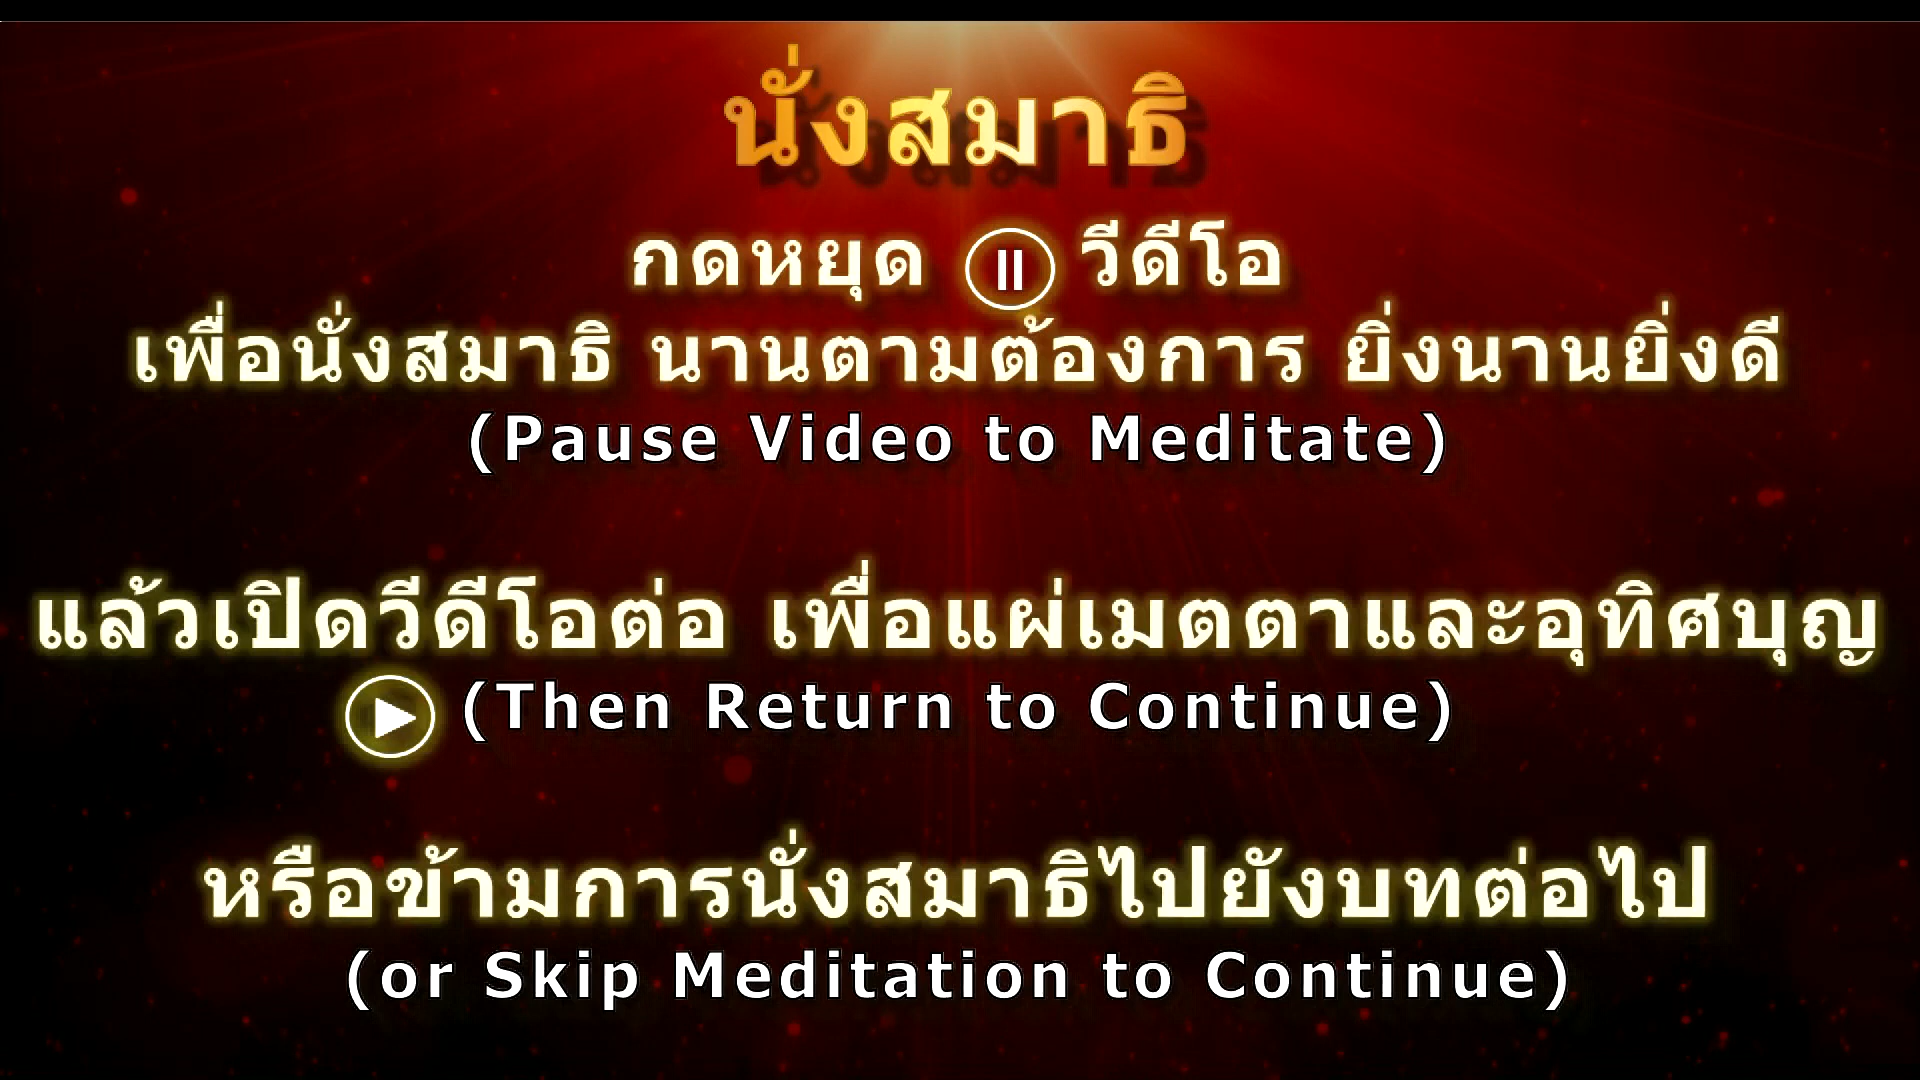 นั่งสมาธิ
กดหยุด วีดีโอ
เพื่อนั่งสมาธิ นานตามต้องการ ยิ่งนานยิ่งดี
(Pause Video to Meditate)
แล้วเปิดวีดีโอต่อ เพื่อแผ่เมตตาและอุทิศบุญ
(Then Return to Continue)
หรือข้ามการนั่งสมาธิไปยังบทต่อไป
(or Skip Meditation to Continue)